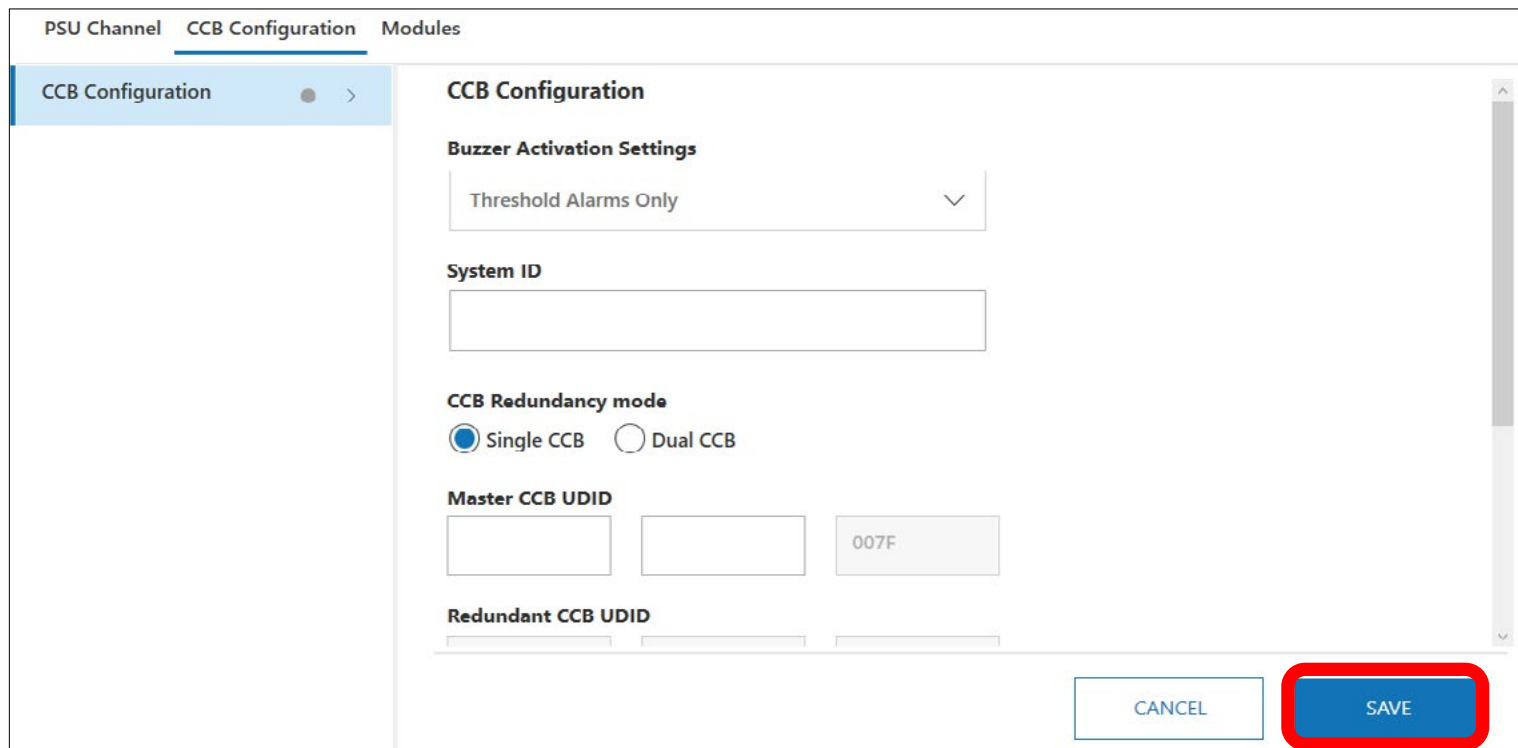 PSU Channel CCB Configuration Modules
CCB Configuration
CCB Configuration
Buzzer Activation Settings
Threshold Alarms Only
System ID
CCB Redundancy mode
Single CCB Dual CCB
Master CCB UDID
007F
Redundant CCB UDID
CANCEL SAVE